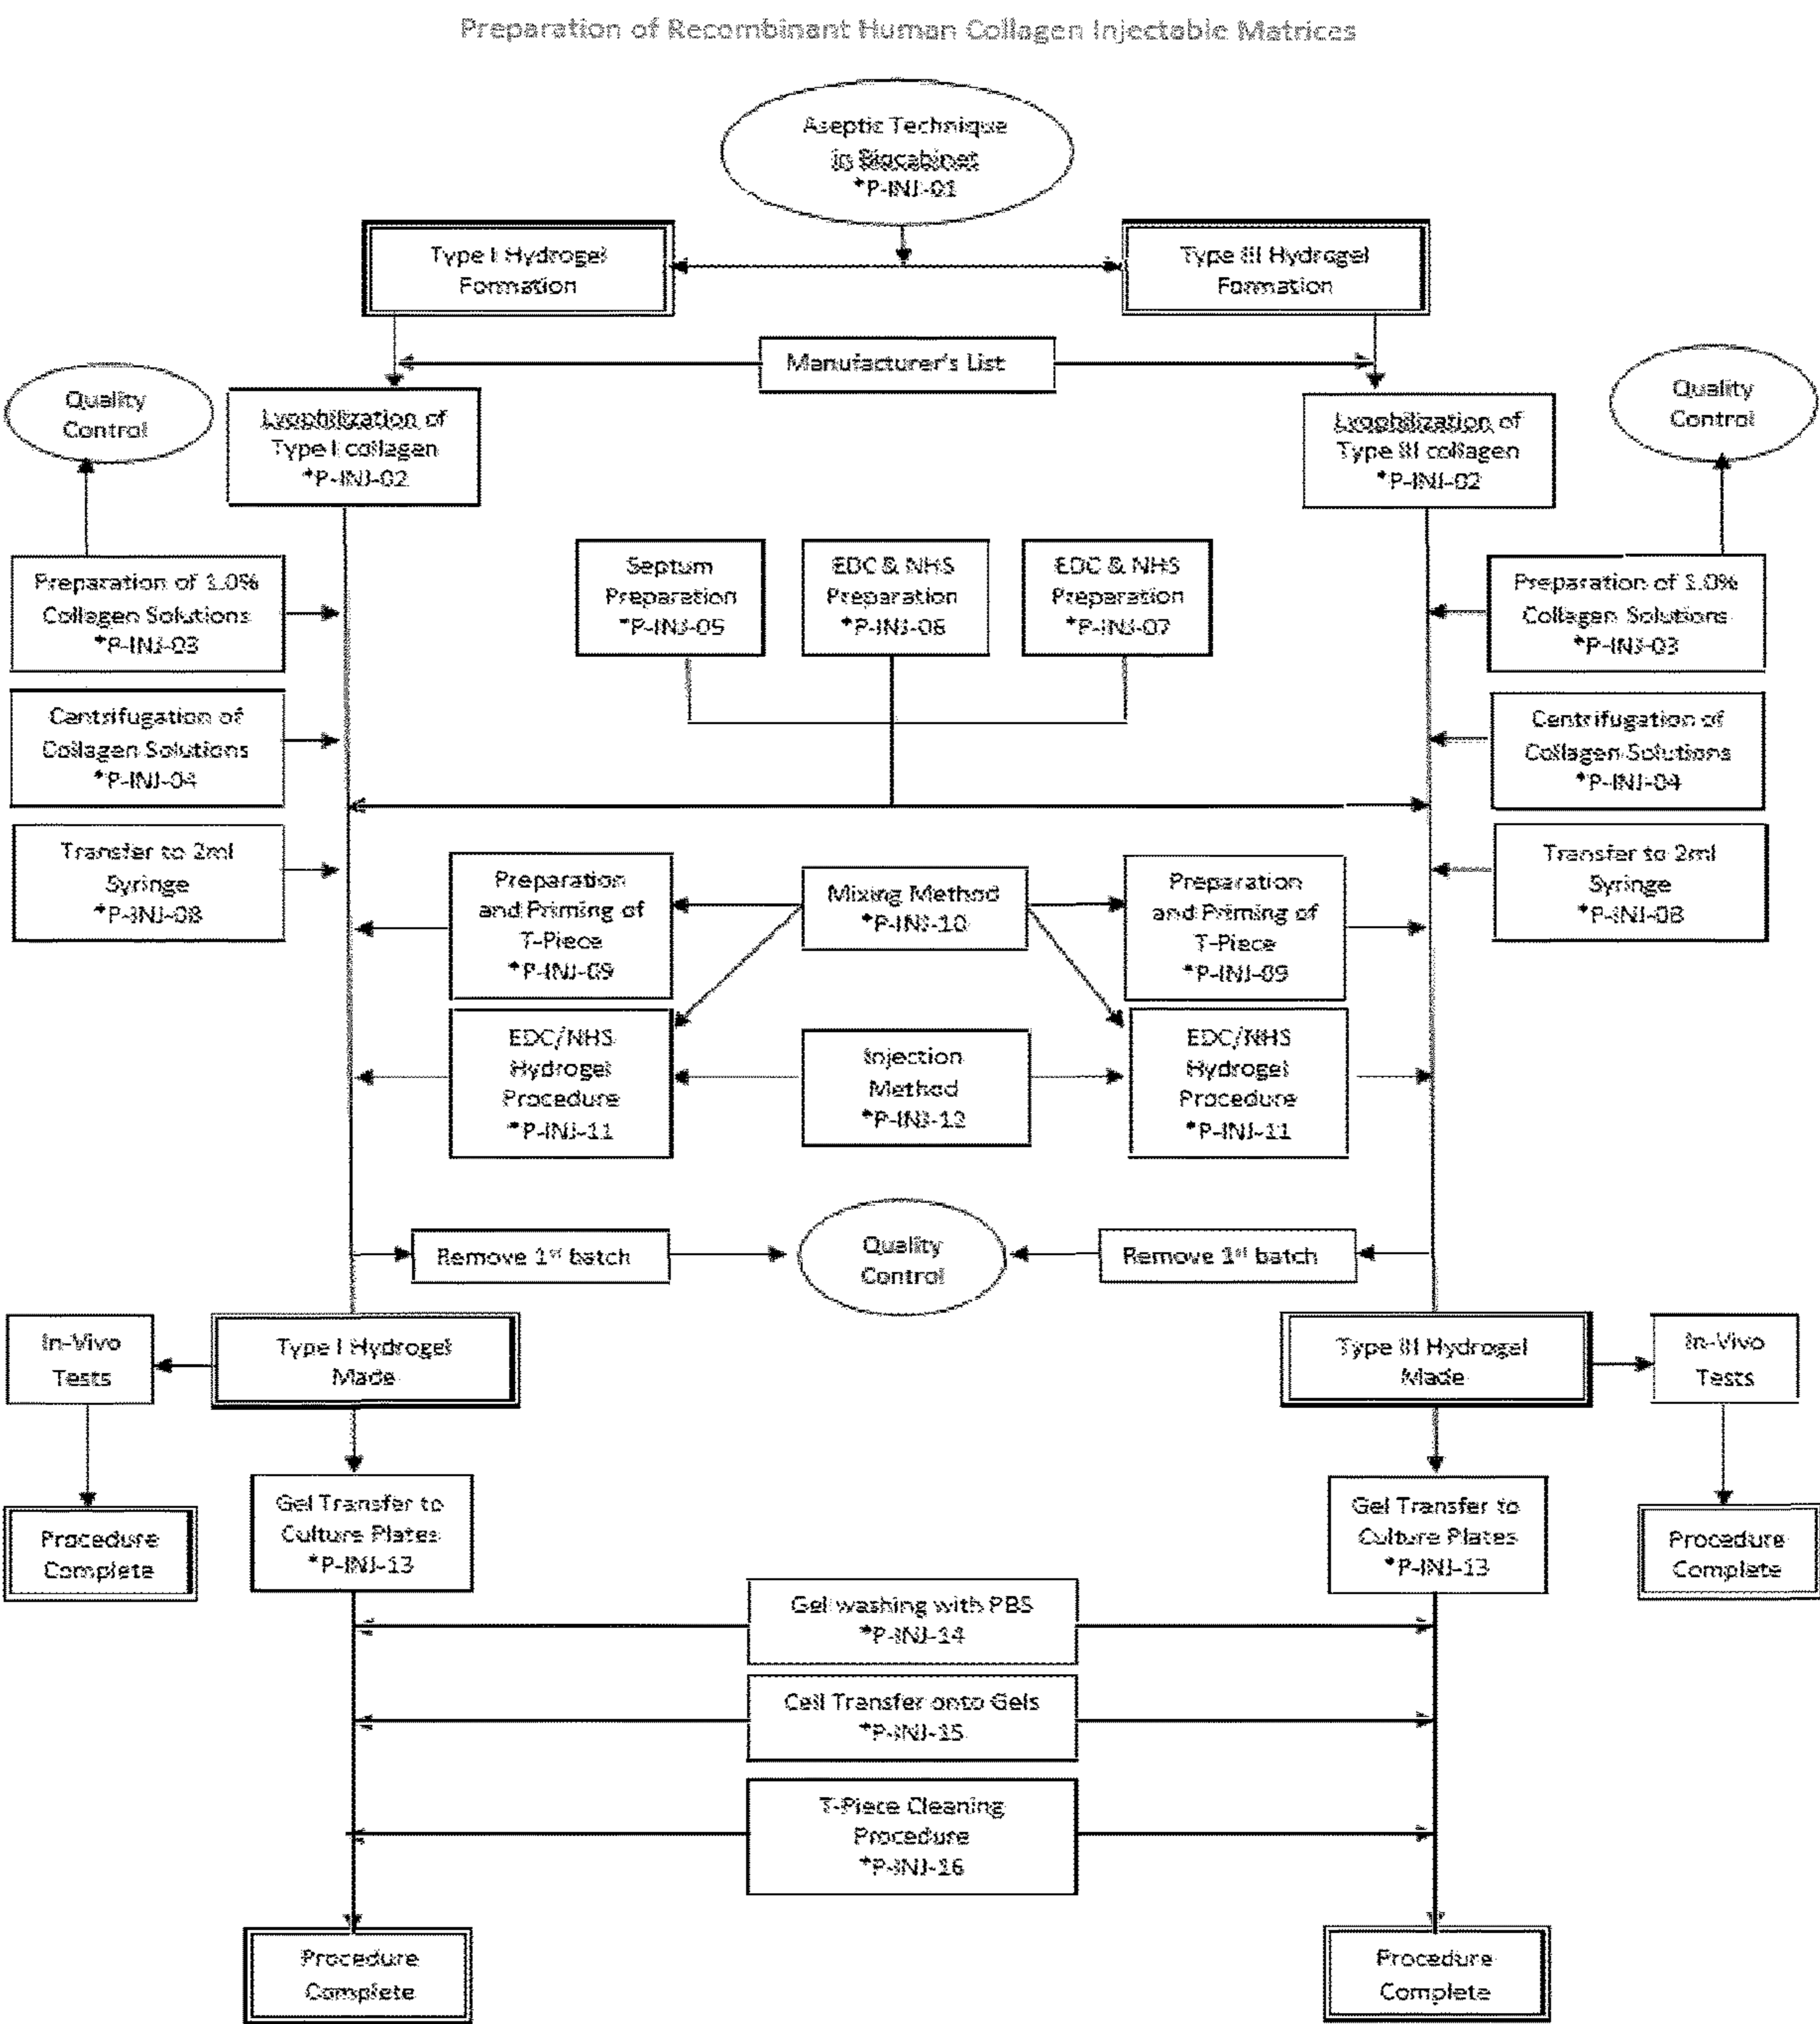 Preparation of Recombinant Human Collagen Injectable Matrices
Aseptic Technique
in Biocabinet
*P-INJ-01
Type I Hydrogel
Formation
Type III Hydrogel
Formation
Manufacturer's List
Quality
Control
Lyophilization of
Type I collagen
*P-INJ-02
Lyophilization of
Type III collagen
*P-INJ-02
Quality
Control
Preparation of 1.0%
Collagen Solutions
*P-INJ-03
Septum
Preparation
*P-INJ-05
EDC & NHS
Preparation
*P-INJ-06
EDC & NHS
Preparation
*P-INJ-07
Preparation of 1.0%
Collagen Solutions
*P-INJ-03
Centrifugation of
Collagen Solutions
*P-INJ-04
Centrifugation of
Collagen Solutions
*P-INJ-04
Transfer to 2ml
Syringe
*P-INJ-08
Preparation
and Priming of
T-Piece
*P-INJ-09
Mixing Method
*P-INJ-10
Preparation
and Priming of
T-Piece
*P-INJ-09
Transfer to 2ml
Syringe
*P-INJ-08
EDC/NHS
Hydrogel
Procedure
*P-INJ-11
Injection
Method
*P-INJ-12
EDC/NHS
Hydrogel
Procedure
*P-INJ-11
Remove 1st batch
Quality
Control
Remove 1st batch
In-Vivo
Tests
Type I Hydrogel
Made
Type III Hydrogel
Made
In-Vivo
Tests
Procedure
Complete
Gel Transfer to
Culture Plates
*P-INJ-13
Gel Transfer to
Culture Plates
*P-INJ-13
Procedure
Complete
Gel washing with PBS
*P-INJ-14
Cell Transfer onto Gels
*P-INJ-15
T-Piece Cleaning
Procedure
*P-INJ-16
Procedure
Complete
Procedure
Complete